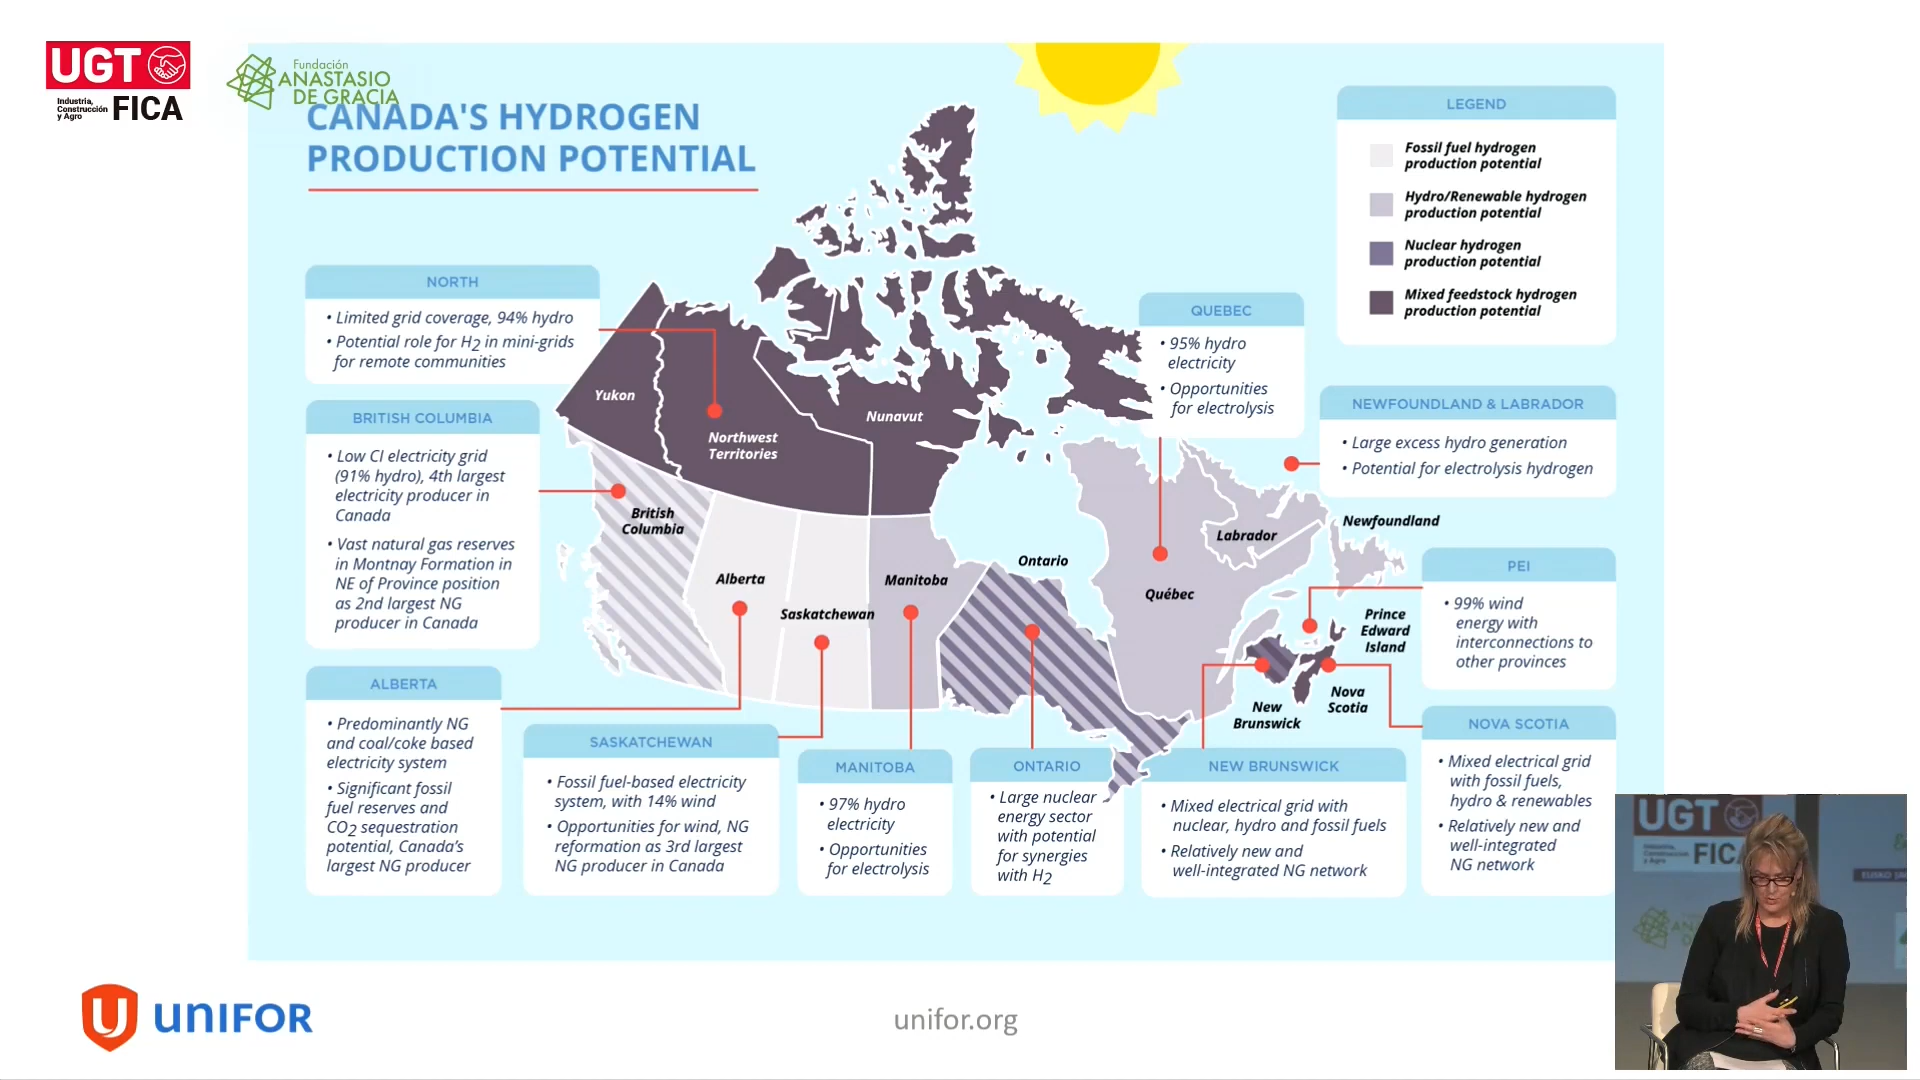 UGT
Industria,
Construcción
y Agro
FICA
Fundación
ANASTASIO
DE GRACIA
CANADA'S HYDROGEN
PRODUCTION POTENTIAL
LEGEND
Fossil fuel hydrogen
production potential
Hydro/Renewable hydrogen
production potential
Nuclear hydrogen
production potential
Mixed feedstock hydrogen
production potential
NORTH
• Limited grid coverage, 94% hydro
• Potential role for H2 in mini-grids
for remote communities
QUEBEC
• 95% hydro
electricity
• Opportunities
for electrolysis
NEWFOUNDLAND & LABRADOR
• Large excess hydro generation
• Potential for electrolysis hydrogen
BRITISH COLUMBIA
• Low CI electricity grid
(91% hydro), 4th largest
electricity producer in
Canada
• Vast natural gas reserves
in Montnay Formation in
NE of Province position
as 2nd largest NG
producer in Canada
Yukon
Northwest
Territories
Nunavut
British
Columbia
Alberta
Saskatchewan
Manitoba
Ontario
Québec
Labrador
Newfoundland
Prince
Edward
Island
Nova
Scotia
New
Brunswick
PEI
• 99% wind
energy with
interconnections to
other provinces
ALBERTA
• Predominantly NG
and coal/coke based
electricity system
• Significant fossil
fuel reserves and
CO2 sequestration
potential, Canada's
largest NG producer
SASKATCHEWAN
• Fossil fuel-based electricity
system, with 14% wind
• Opportunities for wind, NG
reformation as 3rd largest
NG producer in Canada
MANITOBA
• 97% hydro
electricity
• Opportunities
for electrolysis
ONTARIO
• Large nuclear
energy sector
with potential
for synergies
with H2
NEW BRUNSWICK
• Mixed electrical grid with
nuclear, hydro and fossil fuels
• Relatively new and
well-integrated NG network
NOVA SCOTIA
• Mixed electrical grid
with fossil fuels,
hydro & renewables
• Relatively new and
well-integrated
NG network
UGT
FICA
UNIFOR
unifor.org